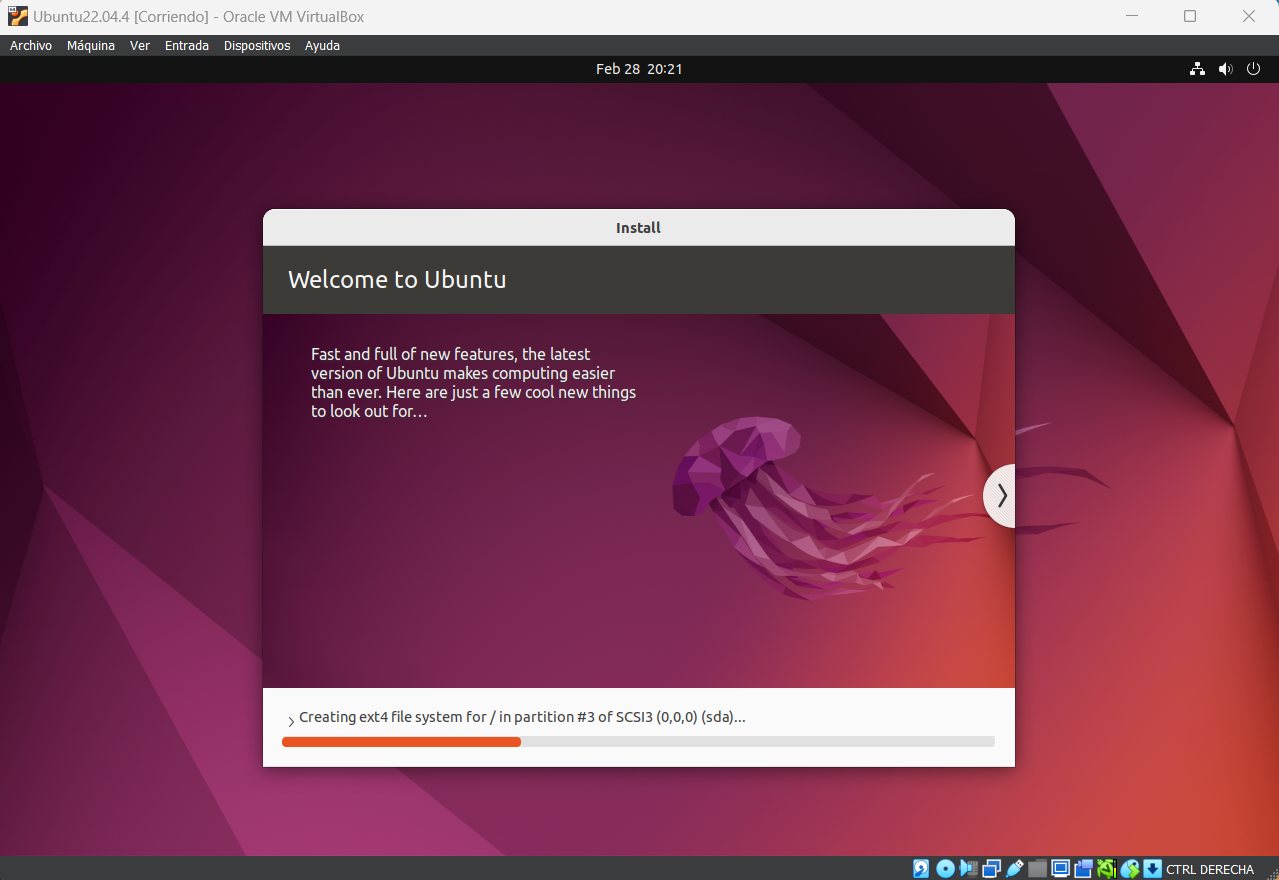 Ubuntu22.04.4 [Corriendo] - Oracle VM VirtualBox
Archivo Máquina Ver Entrada Dispositivos Ayuda
Feb 28 20:21
Install
Welcome to Ubuntu
Fast and full of new features, the latest
version of Ubuntu makes computing easier
than ever. Here are just a few cool new things
to look out for…
Creating ext4 file system for / in partition #3 of SCSI3 (0,0,0) (sda)...
CTRL DERECHA